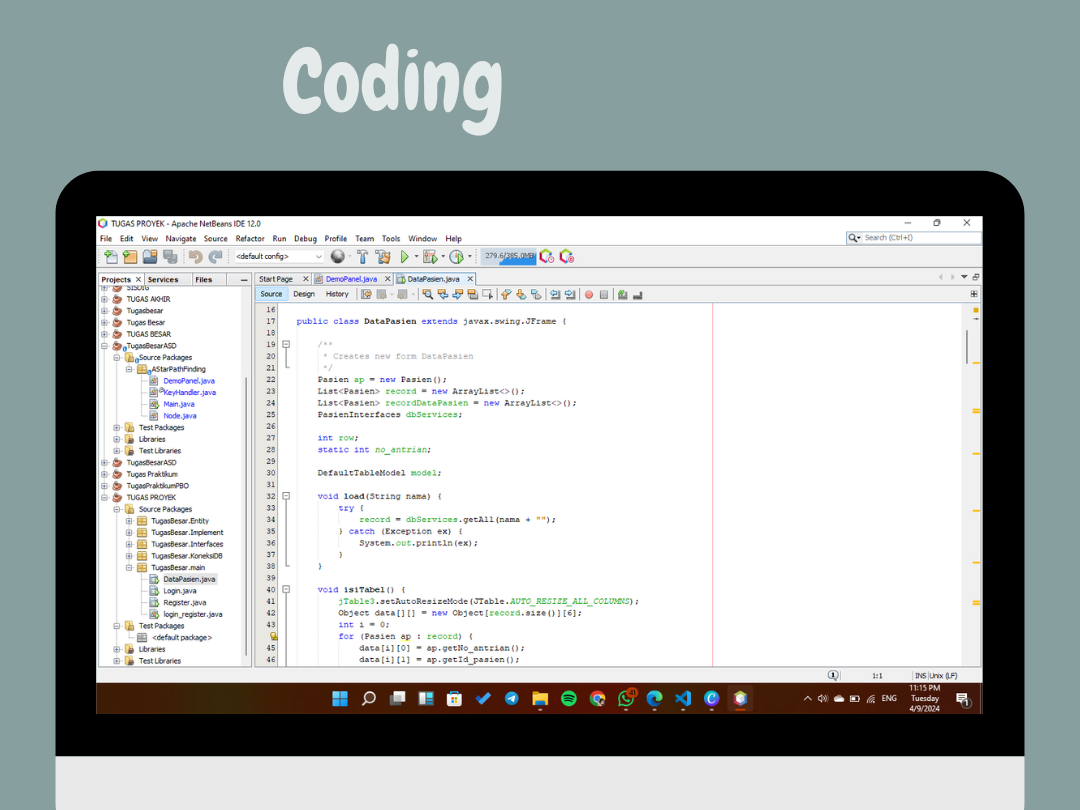 Coding
TUGAS PROYEK - Apache NetBeans IDE 12.0
File Edit View Navigate Source Refactor Run Debug Profile Team Tools Window Help
Search (Ctrl+I)
<default config>
279.6/385.0MB
Projects Services Files
Start Page DemoPanel.java DataPasien.java
Source Design History
TUGAS AKHIR
Tugasbesar
Tugas Besar
TUGAS BESAR
TugasBesarASD
Source Packages
AStarPathFinding
DemoPanel.java
KeyHandler.java
Main.java
Node.java
Test Packages
Libraries
Test Libraries
TugasBesarASD
Tugas Praktikum
TugasPraktikumPBO
TUGAS PROYEK
Source Packages
TugasBesar.Entity
TugasBesar.Implement
TugasBesar.Interfaces
TugasBesar.KoneksiDB
TugasBesar.main
DataPasien.java
Login.java
Register.java
login_register.java
Test Packages
<default package>
Libraries
Test Libraries
16
17 public class DataPasien extends javax.swing.JFrame {
18
19 /**
20 * Creates new form DataPasien
21 */
22 Pasien ap = new Pasien();
23 List<Pasien> record = new ArrayList<>();
24 List<Pasien> recordDataPasien = new ArrayList<>();
25 PasienInterfaces dbServices;
26
27 int row;
28 static int no_antrian;
29
30 DefaultTableModel model;
31
32 void load(String nama) {
33 try {
34 record = dbServices.getAll(nama + "");
35 } catch (Exception ex) {
36 System.out.println(ex);
37 }
38 }
39
40 void isiTabel() {
41 jTable3.setAutoResizeMode(JTable.AUTO_RESIZE_ALL_COLUMNS);
42 Object data[][] = new Object[record.size()][6];
43 int i = 0;
for (Pasien ap : record) {
45 data[i][0] = ap.getNo_antrian();
46 data[i][1] = ap.getId_pasien();
1:1 INS Unix (LF)
ENG
11:15 PM
Tuesday
4/9/2024
1